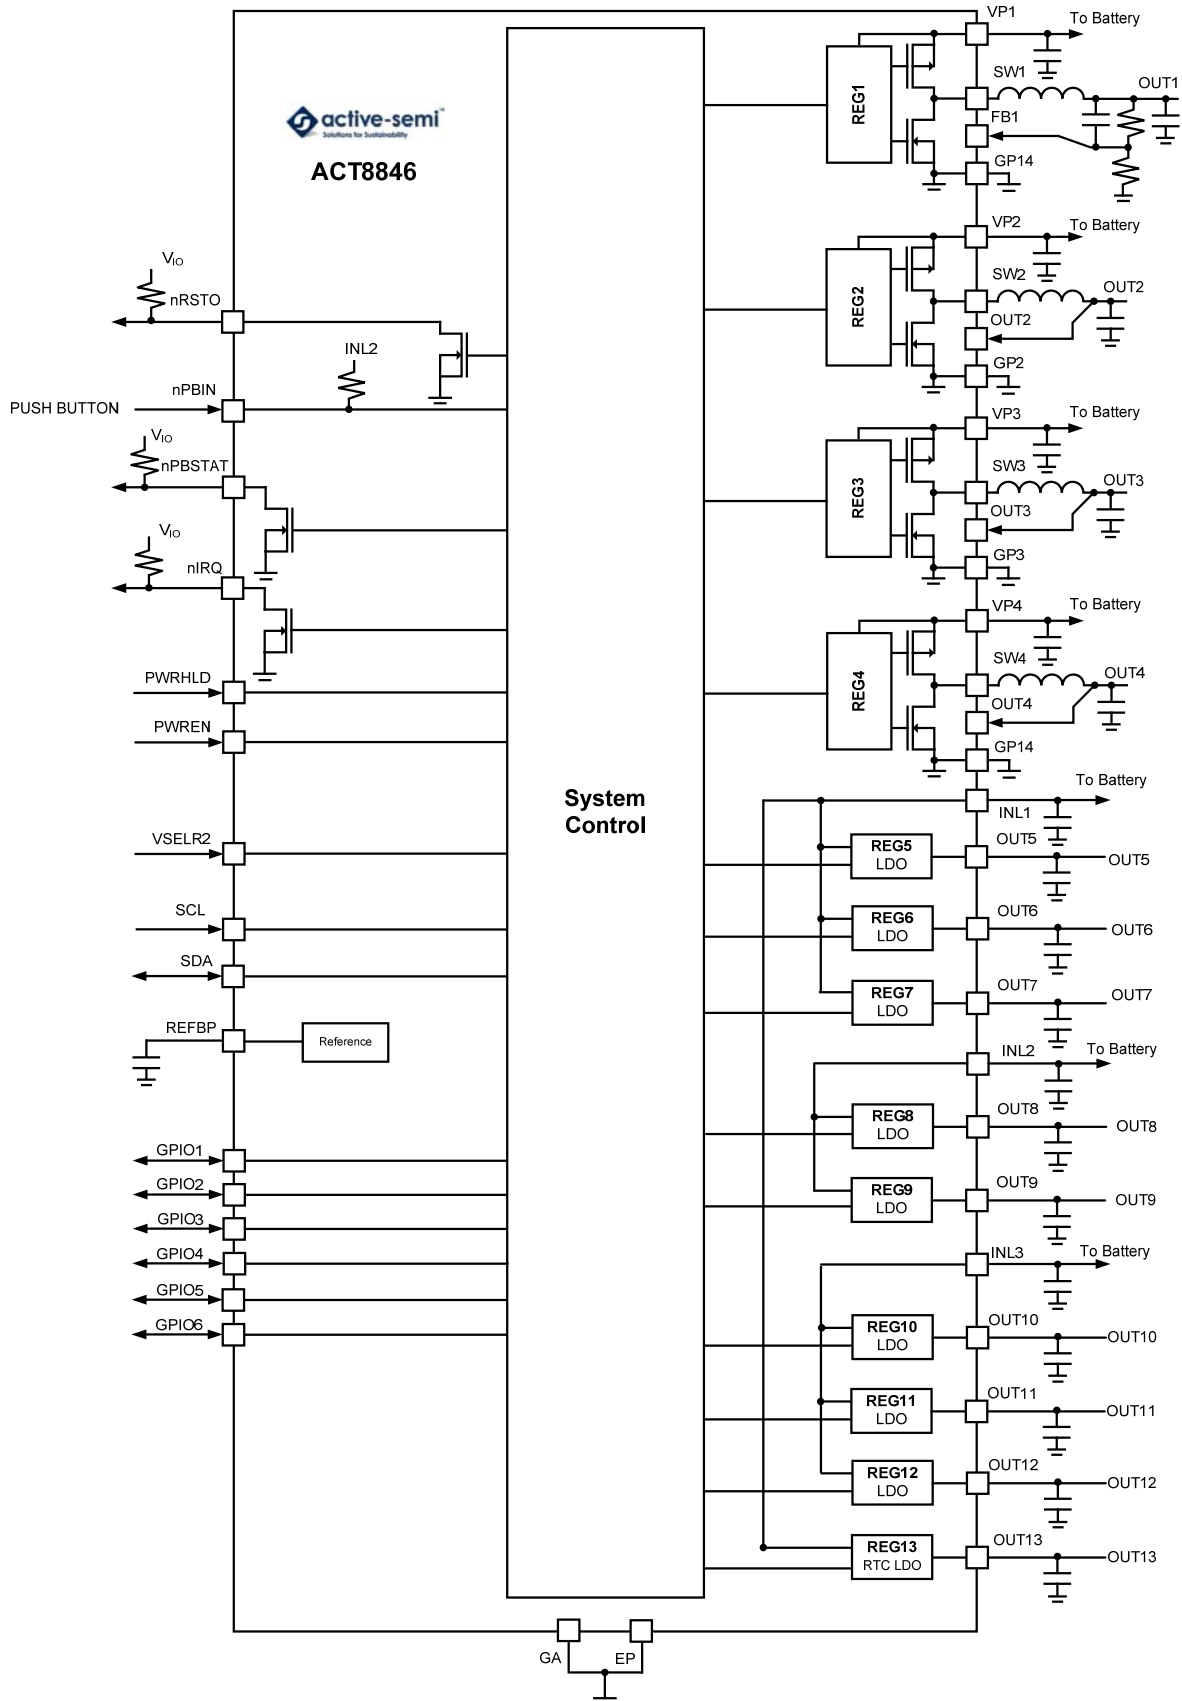 active-semi™
Solutions for Sustainability
ACT8846
VIO
nRSTO
INL2
nPBIN
PUSH BUTTON
VIO
nPBSTAT
VIO
nIRQ
PWRHLD
PWREN
VSELR2
SCL
SDA
REFBP
Reference
GPIO1
GPIO2
GPIO3
GPIO4
GPIO5
GPIO6
System
Control
REG1
VP1
To Battery
SW1
OUT1
FB1
GP14
REG2
VP2
To Battery
SW2
OUT2
OUT2
GP2
REG3
VP3
To Battery
SW3
OUT3
OUT3
GP3
REG4
VP4
To Battery
SW4
OUT4
OUT4
GP14
To Battery
INL1
REG5
LDO
OUT5
OUT5
REG6
LDO
OUT6
OUT6
REG7
LDO
OUT7
OUT7
INL2
To Battery
REG8
LDO
OUT8
OUT8
REG9
LDO
OUT9
OUT9
INL3
To Battery
REG10
LDO
OUT10
OUT10
REG11
LDO
OUT11
OUT11
REG12
LDO
OUT12
OUT12
REG13
RTC LDO
OUT13
OUT13
GA
EP